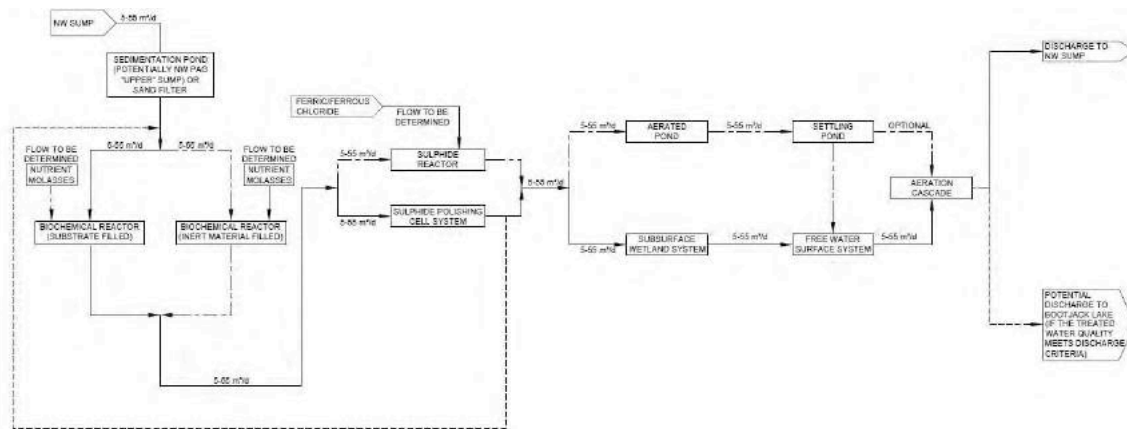 NW SUMP
5-55 m³/d
SEDIMENTATION POND
(POTENTIALLY NW PAG
"UPPER" SUMP) OR
SAND FILTER
FERRIC/FERROUS
CHLORIDE
FLOW TO BE
DETERMINED
FLOW TO BE
DETERMINED
NUTRIENT
MOLASSES
5-55 m³/d
5-55 m³/d
FLOW TO BE
DETERMINED
NUTRIENT
MOLASSES
BIOCHEMICAL REACTOR
(SUBSTRATE FILLED)
BIOCHEMICAL REACTOR
(INERT MATERIAL FILLED)
5-55 m³/d
5-55 m³/d
SULPHIDE
REACTOR
5-55 m³/d
SULPHIDE POLISHING
CELL SYSTEM
5-55 m³/d
5-55 m³/d
AERATED
POND
5-55 m³/d
SETTLING
POND
OPTIONAL
5-55 m³/d
SUBSURFACE
WETLAND SYSTEM
5-55 m³/d
FREE WATER
SURFACE SYSTEM
5-55 m³/d
AERATION
CASCADE
DISCHARGE TO
NW SUMP
POTENTIAL
DISCHARGE TO
BOOTJACK LAKE
(IF THE TREATED
WATER QUALITY
MEETS DISCHARGE
CRITERIA)